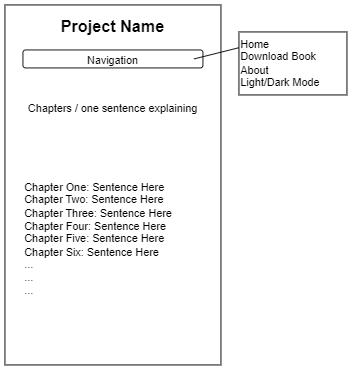 Project Name
Navigation
Home
Download Book
About
Light/Dark Mode
Chapters / one sentence explaining
Chapter One: Sentence Here
Chapter Two: Sentence Here
Chapter Three: Sentence Here
Chapter Four: Sentence Here
Chapter Five: Sentence Here
Chapter Six: Sentence Here
...
...
...